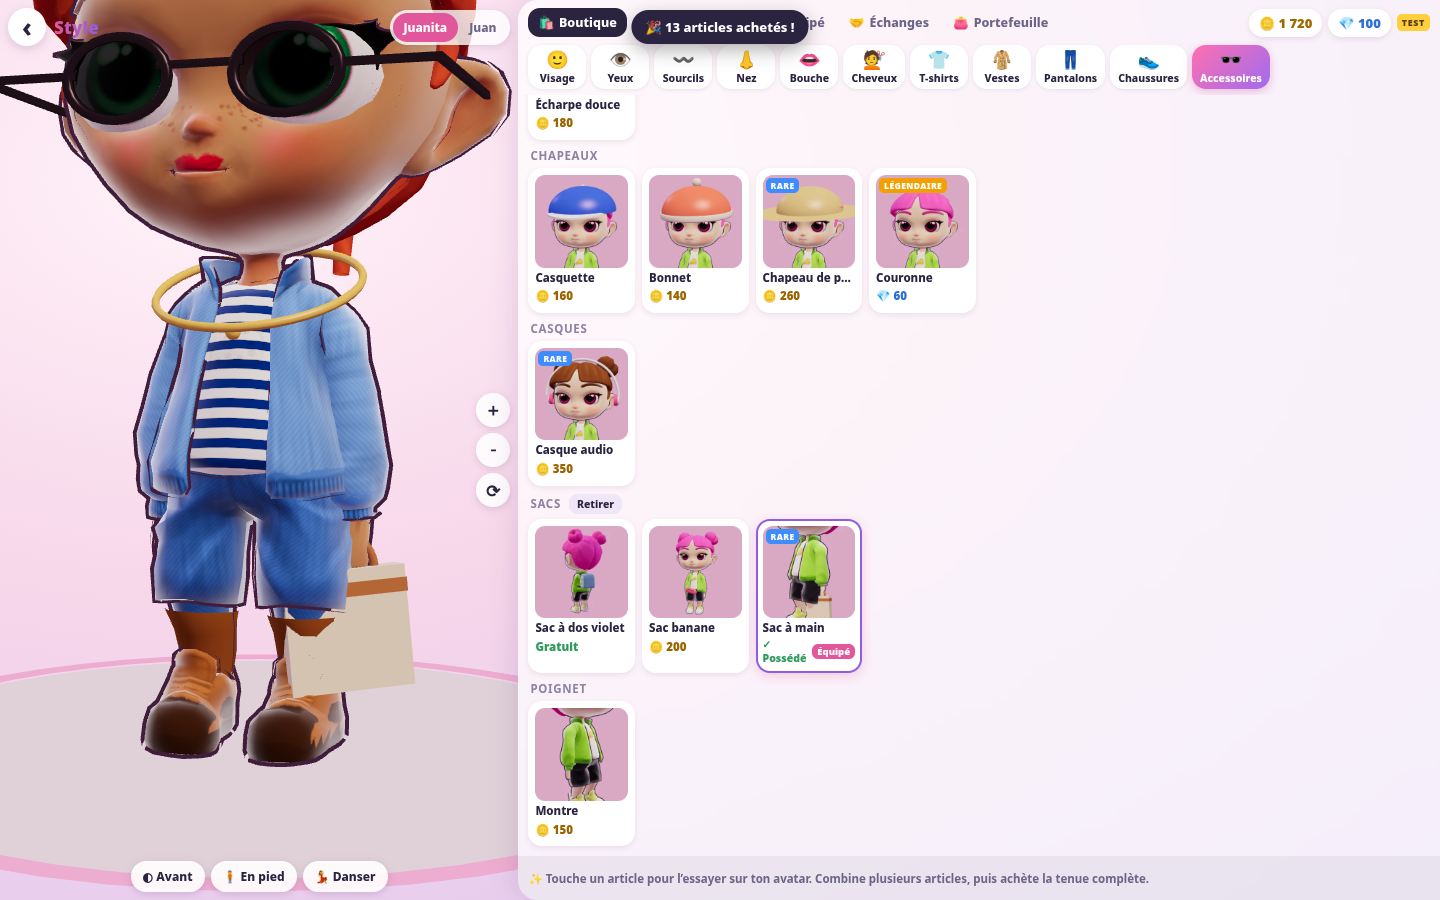 ‹ Style
Juanita Juan
Boutique
13 articles achetés !
pé
Échanges
Portefeuille
1 720
100
TEST
Visage
Yeux
Sourcils
Nez
Bouche
Cheveux
T-shirts
Vestes
Pantalons
Chaussures
Accessoires
Écharpe douce
180
CHAPEAUX
RARE
LÉGENDAIRE
Casquette
Bonnet
Chapeau de p...
Couronne
160
140
260
60
CASQUES
RARE
Casque audio
350
SACS Retirer
RARE
Sac à dos violet
Sac banane
Sac à main
Gratuit
200
✓ Possédé
Équipé
POIGNET
Montre
150
+
-
⟳
Avant
En pied
Danser
✨ Touche un article pour l'essayer sur ton avatar. Combine plusieurs articles, puis achète la tenue complète.